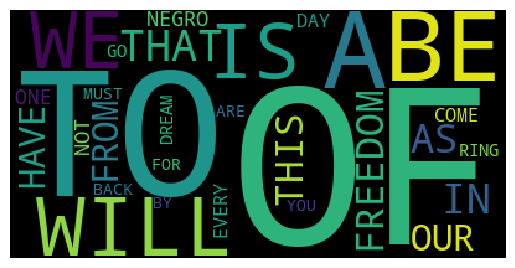 WE
GO
NEGRO
THAT
IS
DAY
A
BE
TO
OF
ONE
MUST
HAVE
NOT
FROM
DREAM
FOR
ARE
THIS
FREEDOM
COME
AS
RING
BACK
BY
EVERY
YOU
IN
WILL
OUR